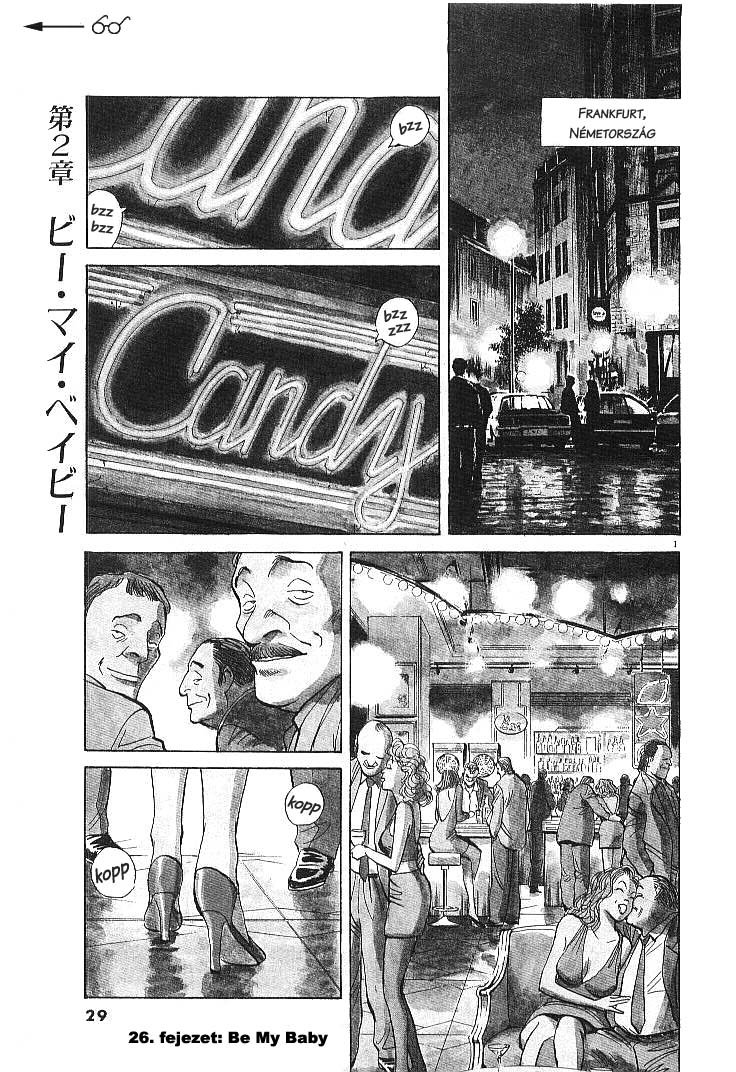 FRANKFURT,
NÉMETORSZÁG
1
bzz
bzz
bzz
bzz
zzz
Candy
第2章 ビー・マイ・ベイビー
kopp
kopp
29
26. fejezet: Be My Baby